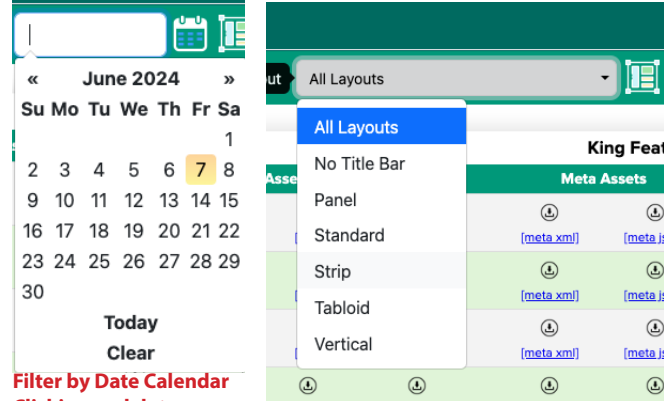 « June 2024 »
Su Mo Tu We Th Fr Sa
1
2 3 4 5 6 7 8
9 10 11 12 13 14 15
16 17 18 19 20 21 22
23 24 25 26 27 28 29
30
Today
Clear
Filter by Date Calendar
All Layouts
All Layouts
No Title Bar
Panel
Standard
Strip
Tabloid
Vertical
King
Meta Assets
[meta xml]
[meta xml]
[meta xml]